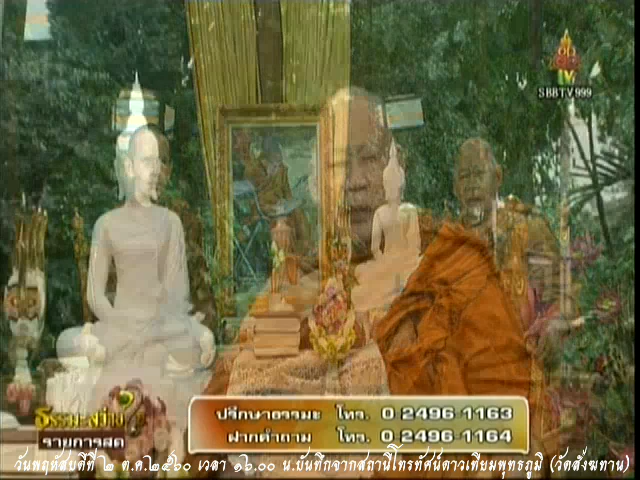 SBBTV999
ธรรมะสว่างใจ
รายการสด
ปรึกษาธรรมะ โทร. 0 2496-1163
ฝากคำถาม โทร. 0 2496-1164
วันพฤหัสบดีที่ ๒ ต.ค.๒๕๖๐ เวลา ๑๖.๐๐ น.บันทึกจากสถานีโทรทัศน์ดาวเทียมพุทธภูมิ (วัดสังฆทาน)